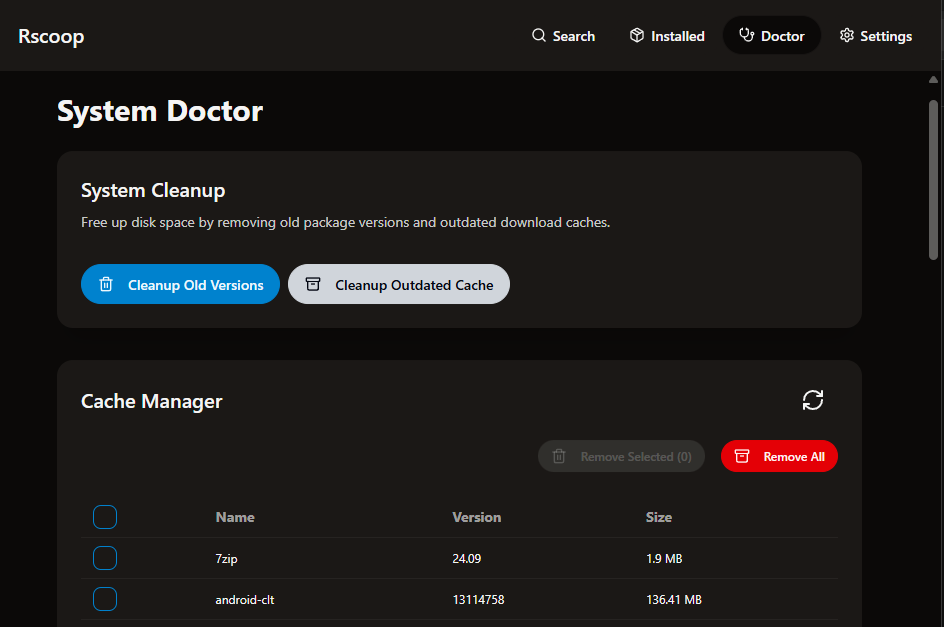 Rscoop
Search
Installed
Doctor
Settings
System Doctor
System Cleanup
Free up disk space by removing old package versions and outdated download caches.
Cleanup Old Versions
Cleanup Outdated Cache
Cache Manager
Remove Selected (0)
Remove All
Name Version Size
7zip 24.09 1.9 MB
android-clt 13114758 136.41 MB